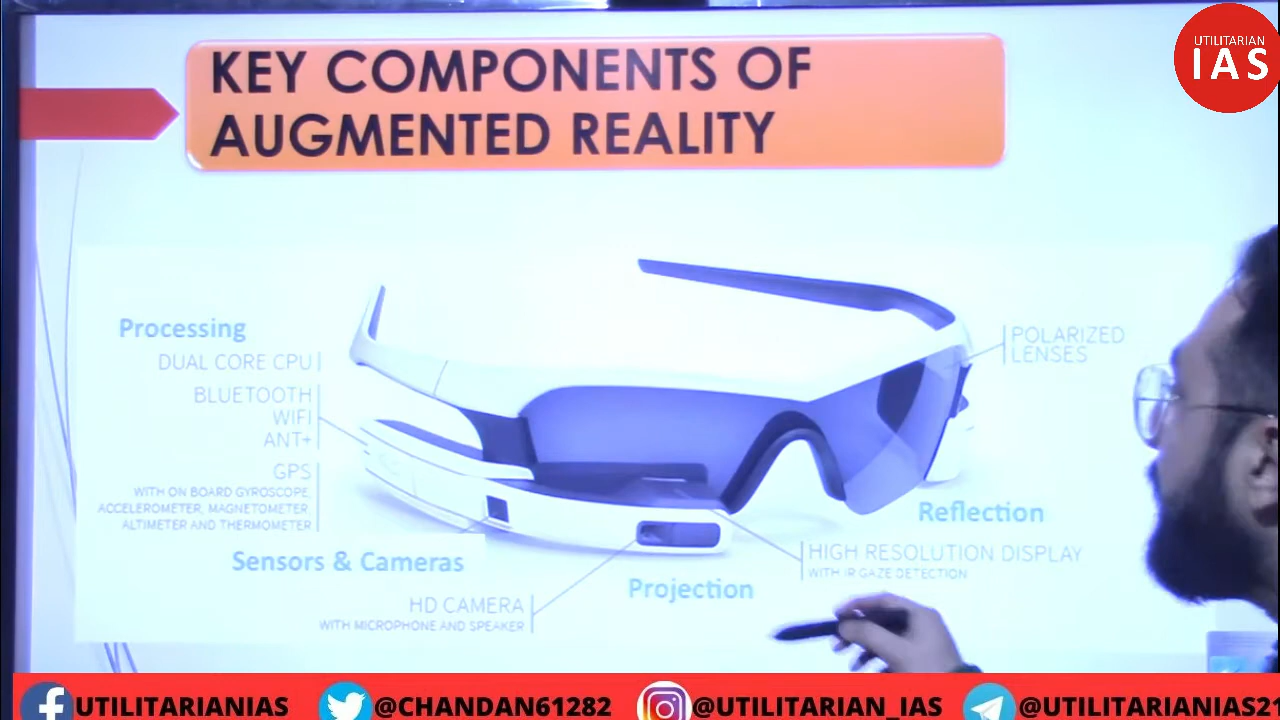 KEY COMPONENTS OF
AUGMENTED REALITY
UTILITARIAN
IAS
Processing
DUAL CORE CPU
BLUETOOTH
WIFI
ANT+
GPS
WITH ON BOARD GYROSCOPE,
ACCELEROMETER, MAGNETOMETER
ALTIMETER AND THERMOMETER
Sensors & Cameras
HD CAMERA
WITH MICROPHONE AND SPEAKER
Projection
POLARIZED
LENSES
Reflection
HIGH RESOLUTION DISPLAY
WITH IR GAZE DETECTION
UTILITARIANIAS
@CHANDAN61282
@UTILITARIAN_IAS
@UTILITARIANIAS21